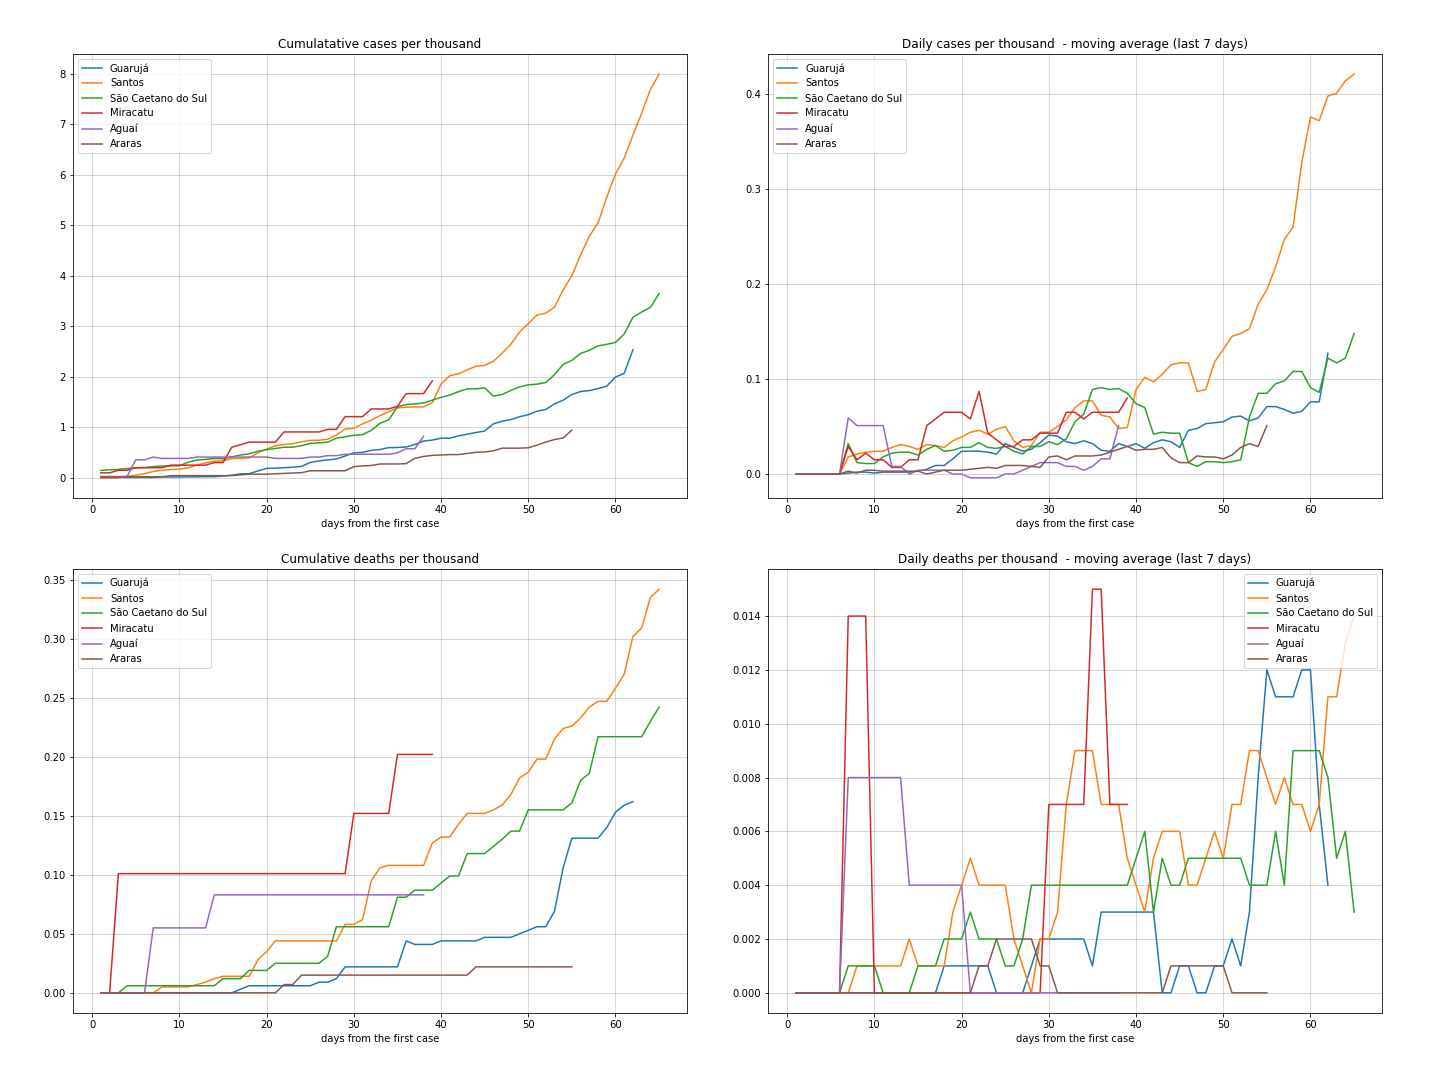 Cumulatative cases per thousand
Guarujá
Santos
São Caetano do Sul
Miracatu
Aguaí
Araras
8
7
6
5
4
3
2
1
0
0 10 20 30 40 50 60
days from the first case
Daily cases per thousand - moving average (last 7 days)
Guarujá
Santos
São Caetano do Sul
Miracatu
Aguaí
Araras
0.4
0.3
0.2
0.1
0.0
0 10 20 30 40 50 60
days from the first case
Cumulative deaths per thousand
Guarujá
Santos
São Caetano do Sul
Miracatu
Aguaí
Araras
0.35
0.30
0.25
0.20
0.15
0.10
0.05
0.00
0 10 20 30 40 50 60
days from the first case
Daily deaths per thousand - moving average (last 7 days)
Guarujá
Santos
São Caetano do Sul
Miracatu
Aguaí
Araras
0.014
0.012
0.010
0.008
0.006
0.004
0.002
0.000
0 10 20 30 40 50 60
days from the first case